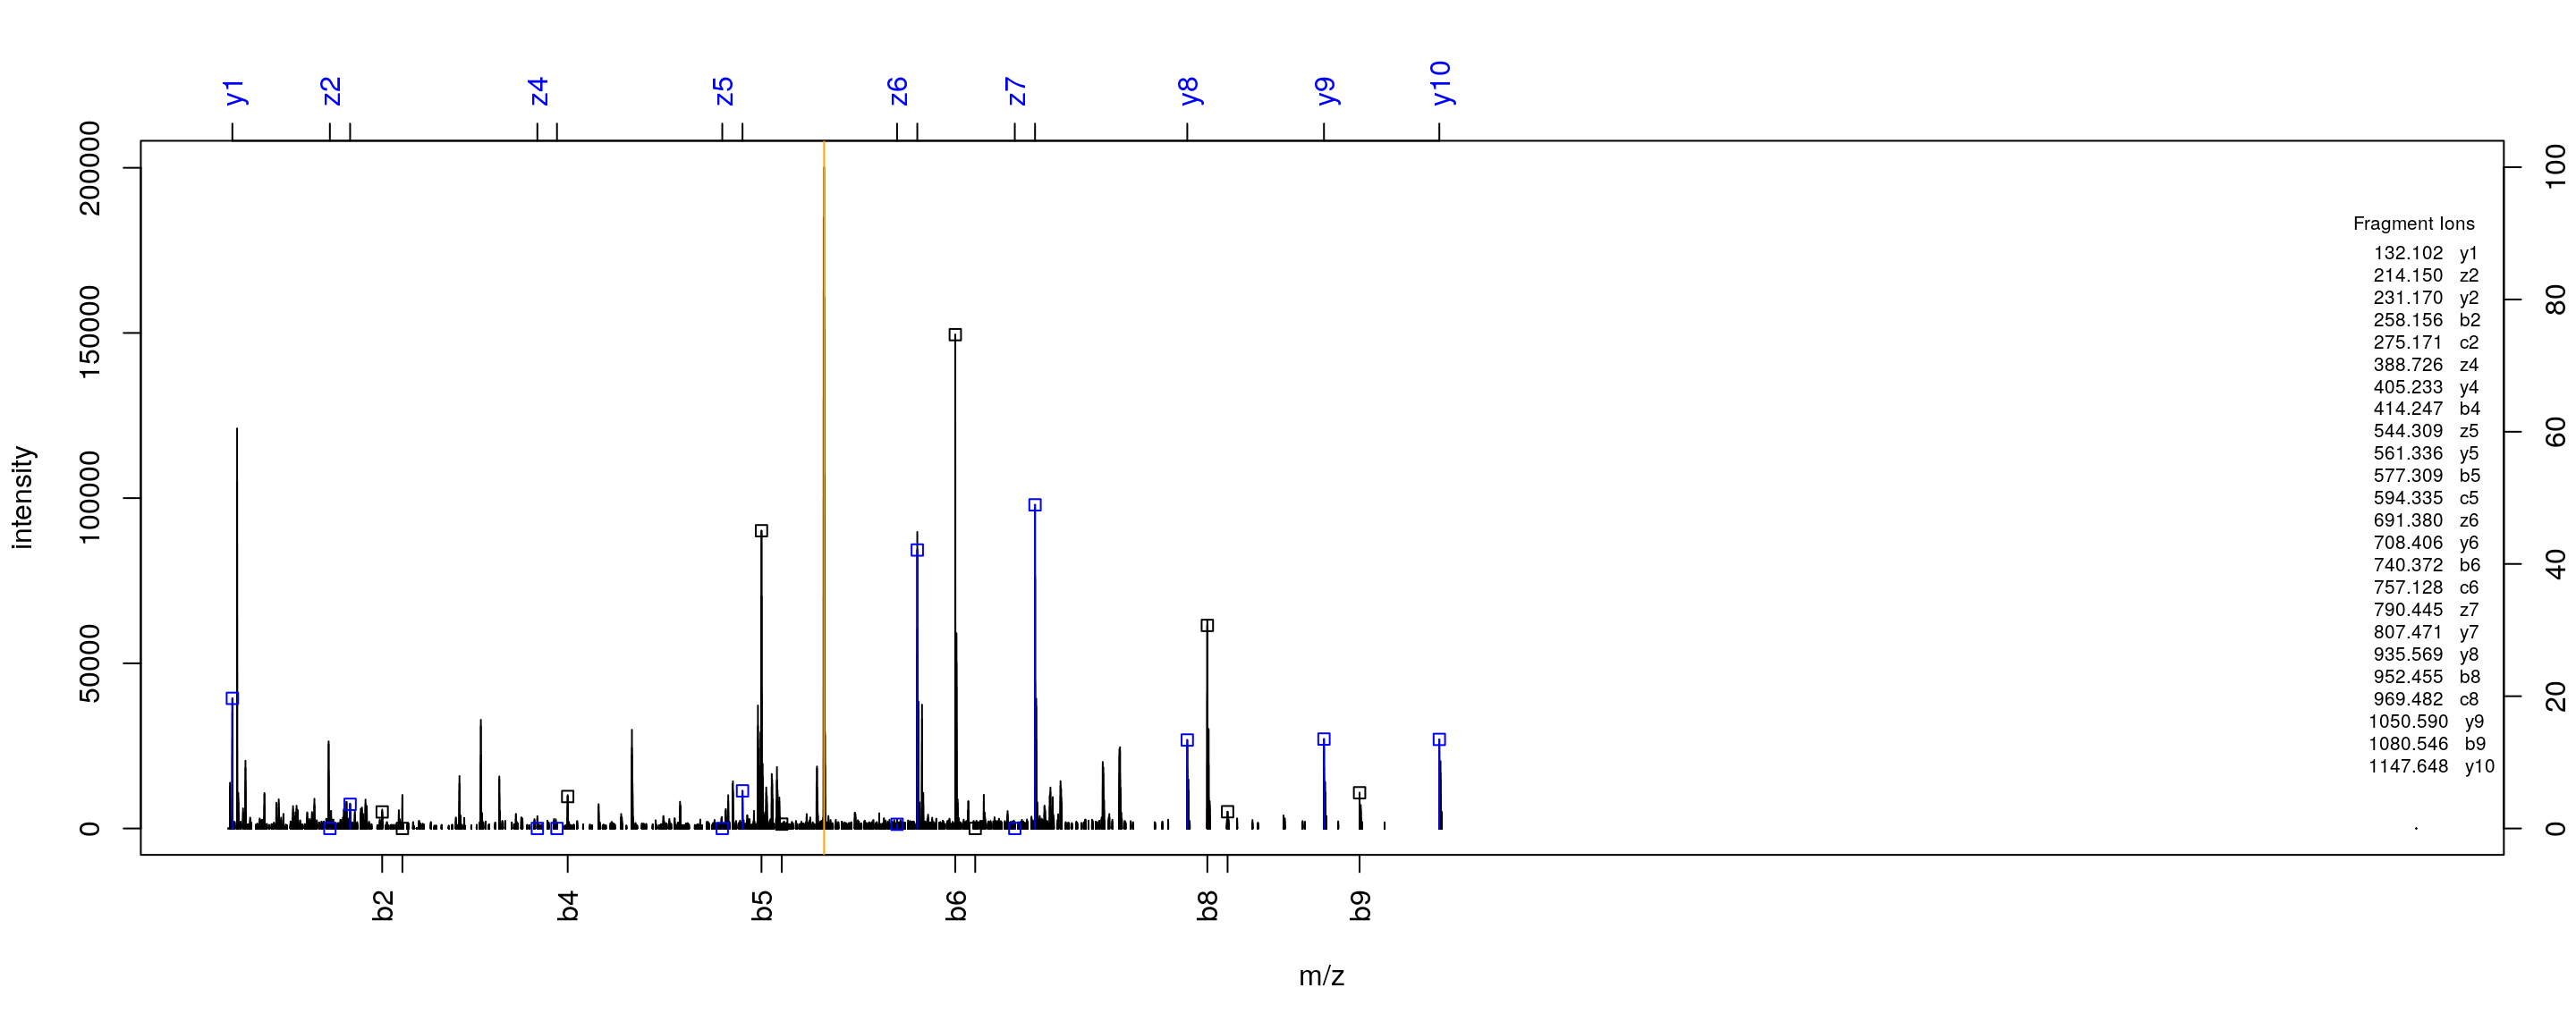 y1 z2 z4 z5 z6 z7 y8 y9 y10
200000
150000
100000
50000
0
intensity
100
80
60
40
20
0
Fragment Ions
132.102 y1
214.150 z2
231.170 y2
258.156 b2
275.171 c2
388.726 z4
405.233 y4
414.247 b4
544.309 z5
561.336 y5
577.309 b5
594.335 c5
691.380 z6
708.406 y6
740.372 b6
757.128 c6
790.445 z7
807.471 y7
935.569 y8
952.455 b8
969.482 c8
1050.590 y9
1080.546 b9
1147.648 y10
b2 b4 b5 b6 b8 b9
m/z